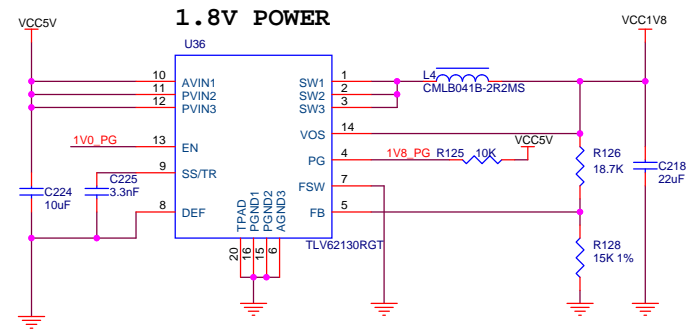 1.8V POWER
VCC5V
VCC1V8
U36
L4
CMLB041B-2R2MS
10 AVIN1 SW1 1
11 PVIN2 SW2 2
12 PVIN3 SW3 3
VOS 14
1V0_PG 13 EN
PG 4 1V8_PG R125 10K VCC5V
9 SS/TR
FSW 7
R126
18.7K
C218
22uF
C224
10uF
C225
3.3nF
8 DEF
FB 5
TPAD
PGND1
PGND2
AGND3
20
16
15
6
TLV62130RGT
R128
15K 1%